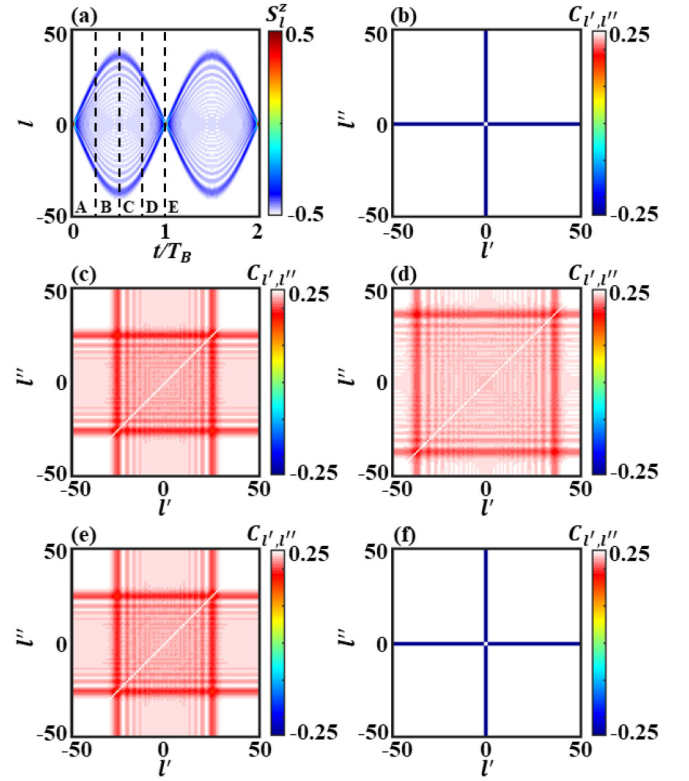 (a) S_l^z (b) C_{l',l''}
50 0.5 50 0.25
l 0 l'' 0
-50 A B C D E -0.5 -50 -0.25
0 1 2 -50 0 50
t/T_B l'
(c) C_{l',l''} (d) C_{l',l''}
50 0.25 50 0.25
l'' 0 l'' 0
-50 -0.25 -50 -0.25
-50 0 50 -50 0 50
l' l'
(e) C_{l',l''} (f) C_{l',l''}
50 0.25 50 0.25
l'' 0 l'' 0
-50 -0.25 -50 -0.25
-50 0 50 -50 0 50
l' l'